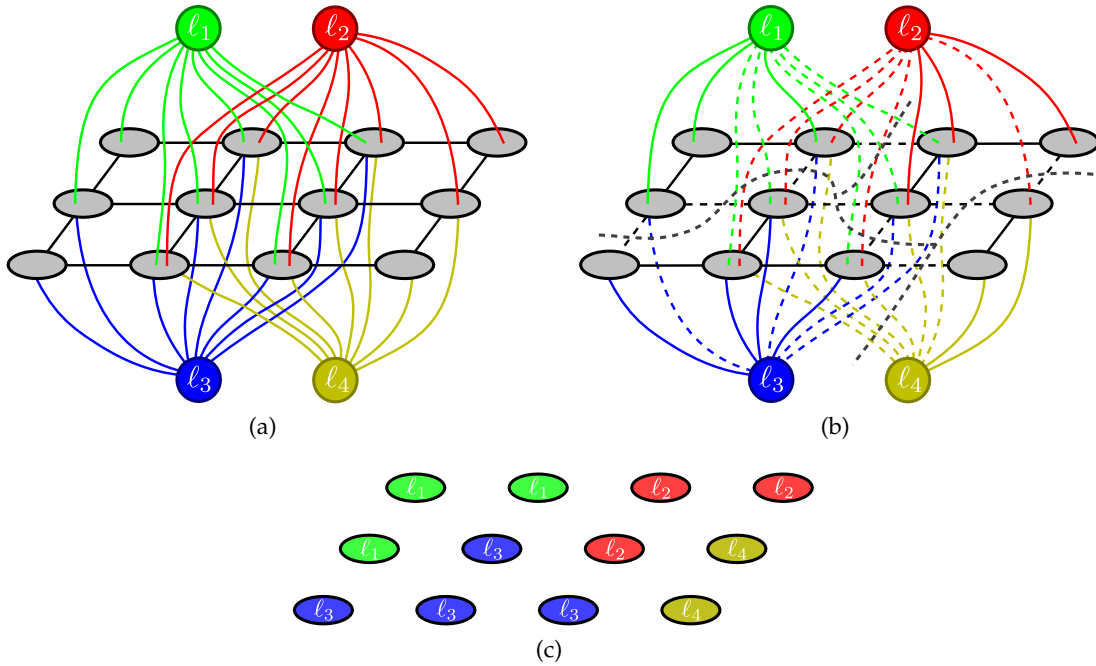 ℓ1 ℓ2 ℓ1 ℓ2
ℓ3 ℓ4 ℓ3 ℓ4
(a) (b)
ℓ1 ℓ1 ℓ2 ℓ2
ℓ1 ℓ3 ℓ2 ℓ4
ℓ3 ℓ3 ℓ3 ℓ4
(c)